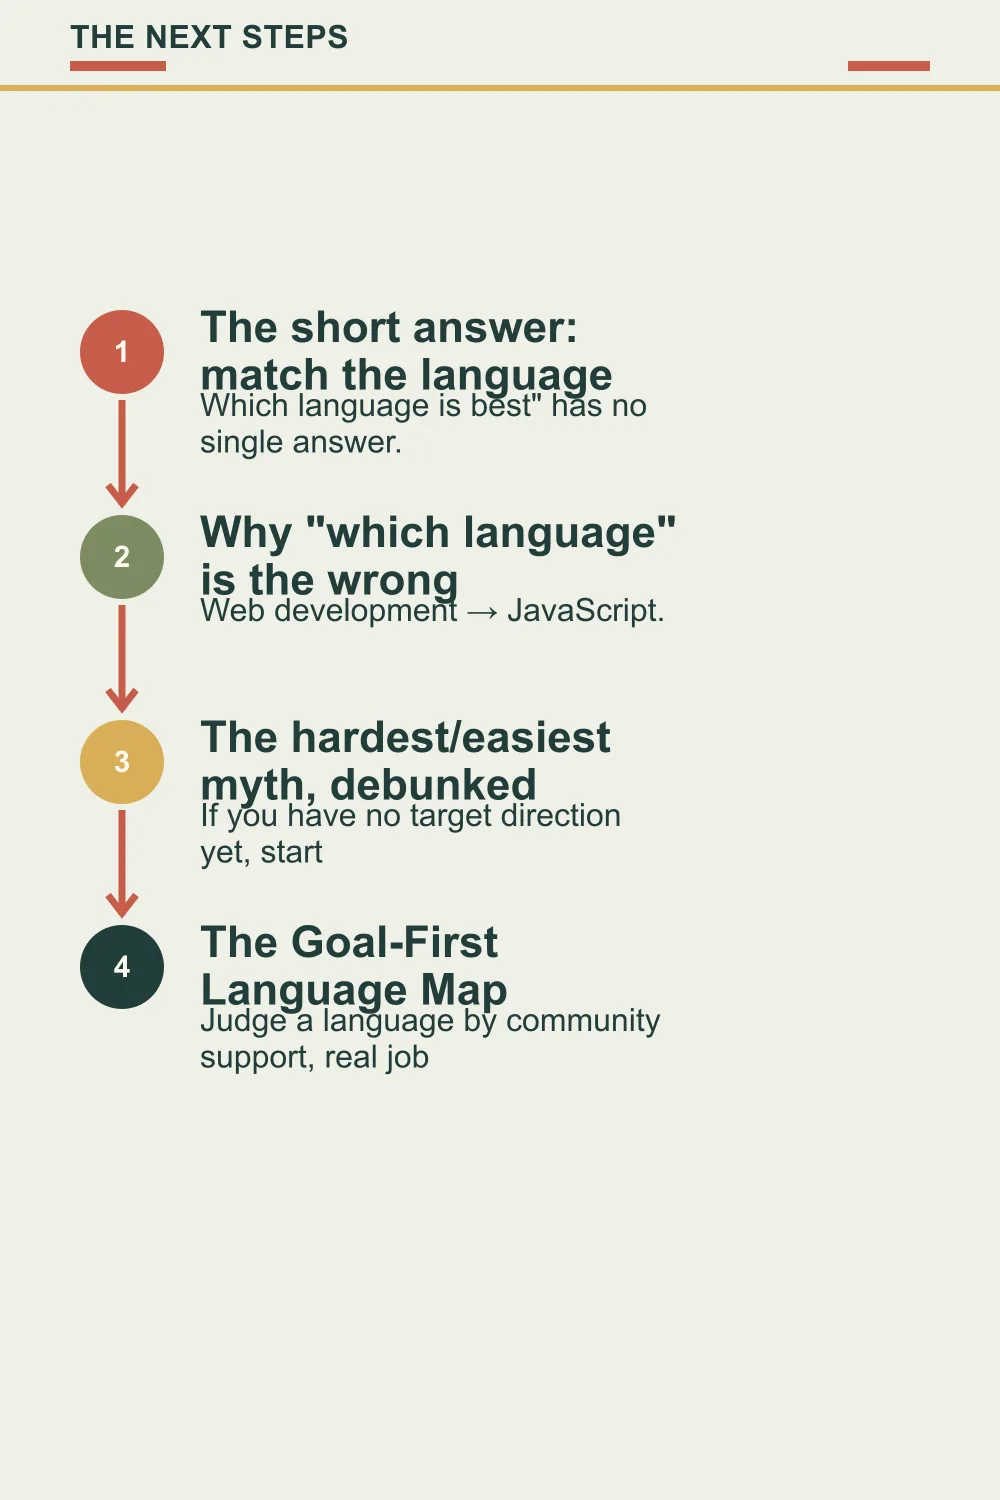 THE NEXT STEPS
1
The short answer:
match the language
Which language is best" has no
single answer.
2
Why "which language"
is the wrong
Web development → JavaScript.
3
The hardest/easiest
myth, debunked
If you have no target direction
yet, start
4
The Goal-First
Language Map
Judge a language by community
support, real job